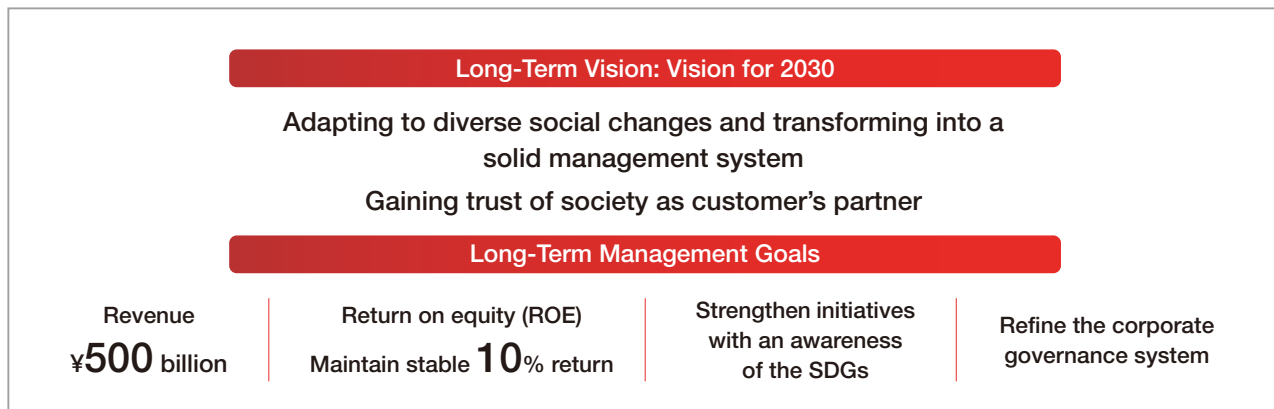 Long-Term Vision: Vision for 2030
Adapting to diverse social changes and transforming into a
solid management system
Gaining trust of society as customer’s partner
Long-Term Management Goals
Revenue
¥500 billion
Return on equity (ROE)
Maintain stable 10% return
Strengthen initiatives
with an awareness
of the SDGs
Refine the corporate
governance system